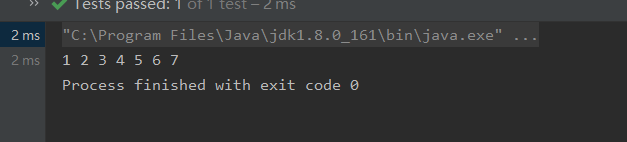 Tests passed: 1 of 1 test – 2 ms
2 ms "C:\Program Files\Java\jdk1.8.0_161\bin\java.exe" ...
2 ms 1 2 3 4 5 6 7
Process finished with exit code 0